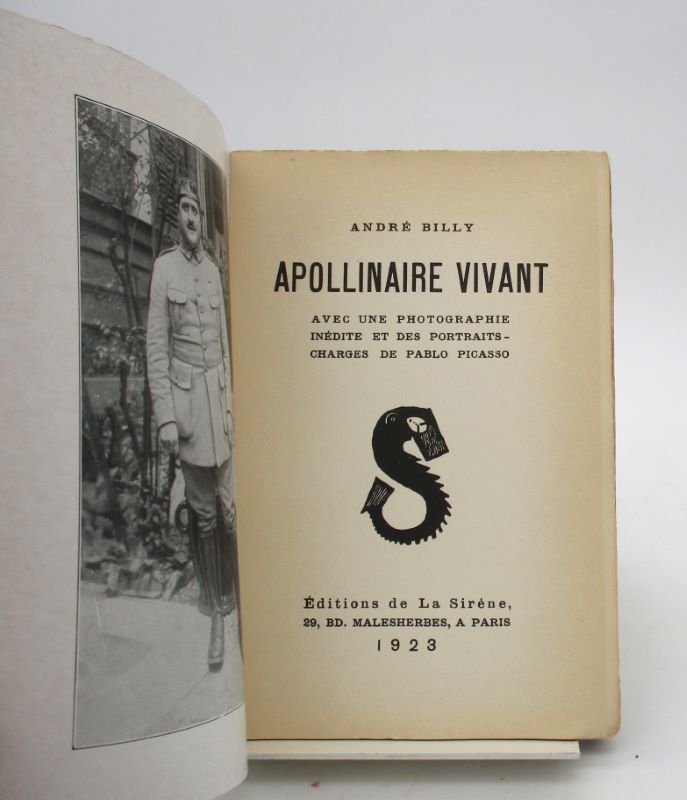 ANDRÉ BILLY
APOLLINAIRE VIVANT
AVEC UNE PHOTOGRAPHIE
INÉDITE ET DES PORTRAITS-
CHARGES DE PABLO PICASSO
Éditions de La Sirène,
29, BD. MALESHERBES, A PARIS
1923